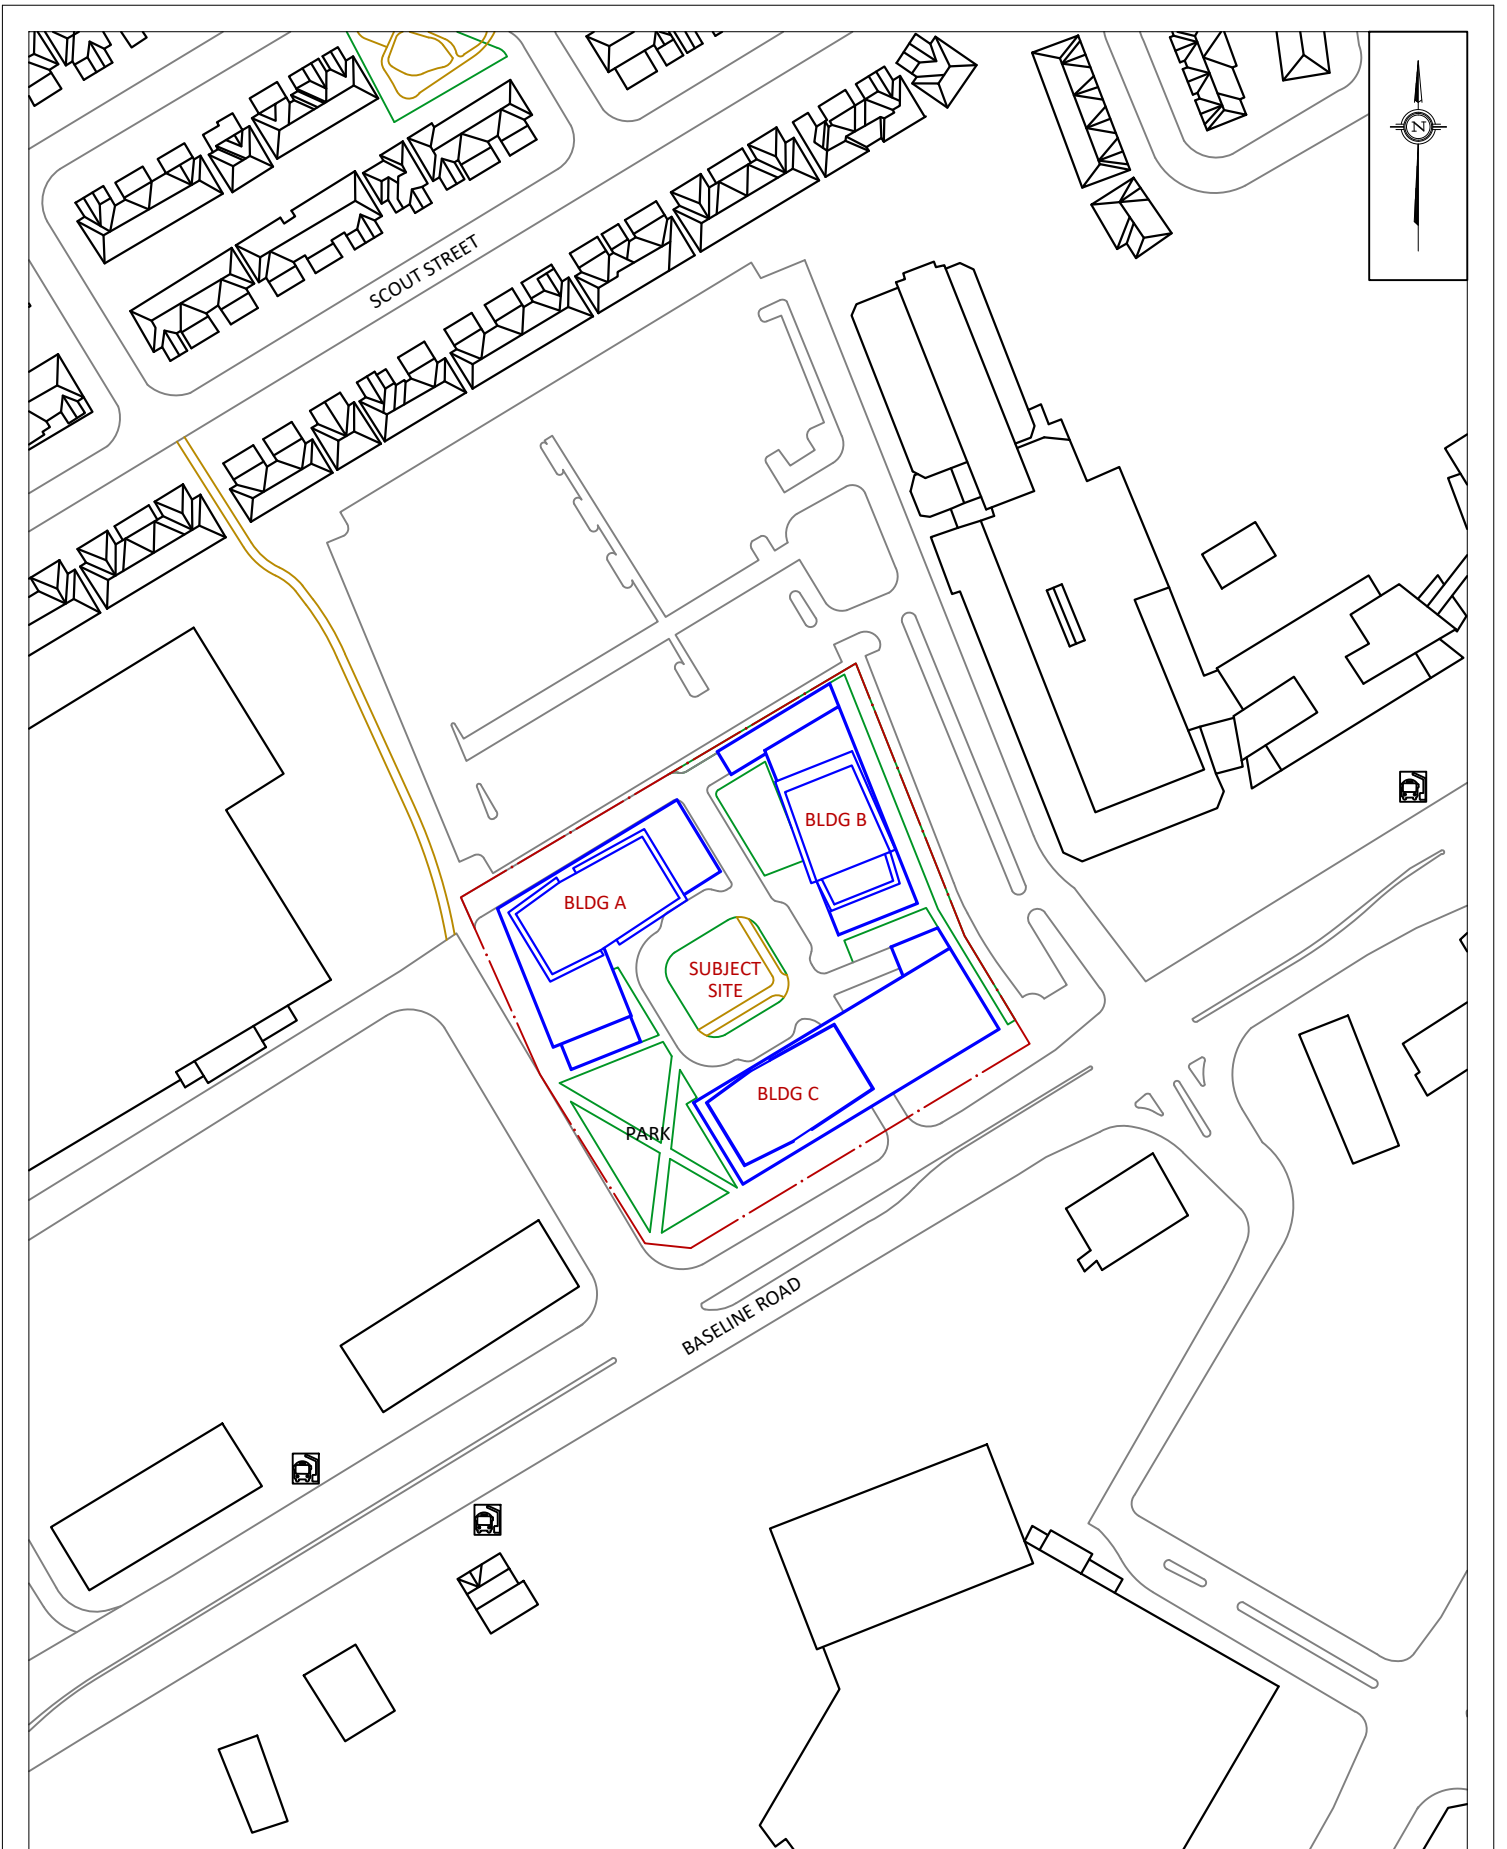 N
SCOUT STREET
BLDG B
BLDG A
SUBJECT
SITE
BLDG C
PARK
BASELINE ROAD